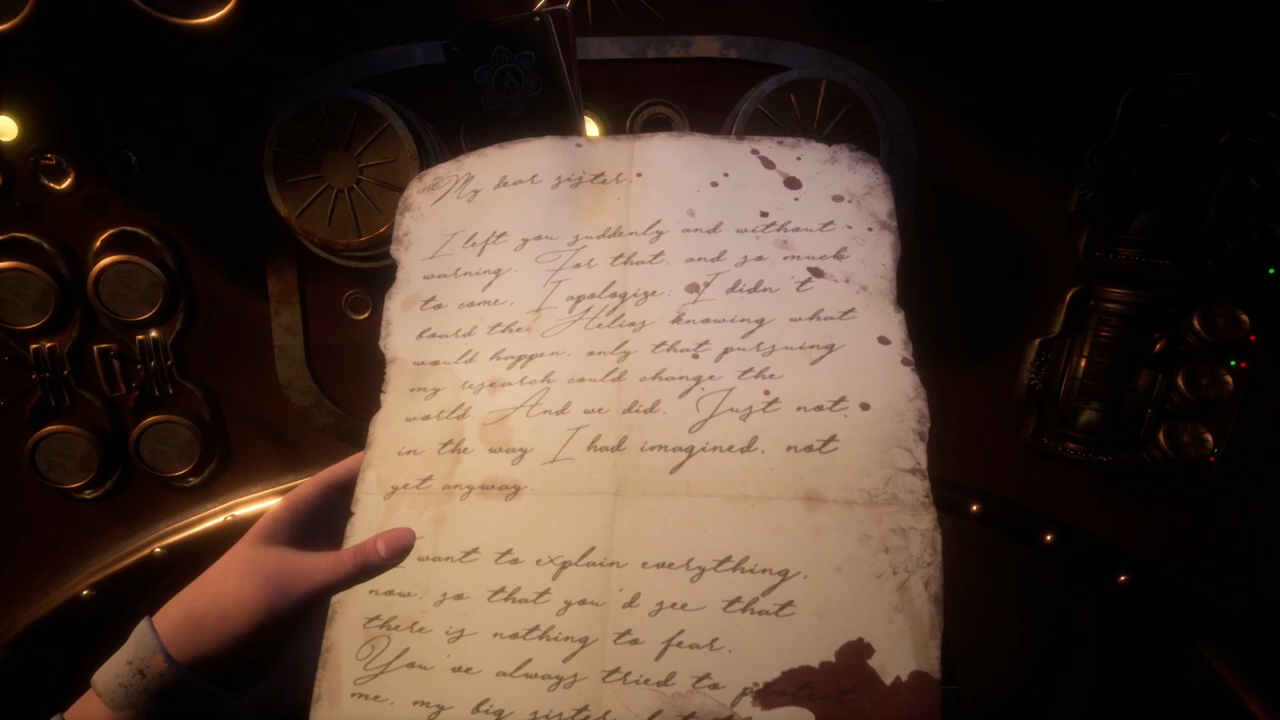 My dear sister.
I left you suddenly and without
warning. For that, and so much
to come, I apologize. I didn't
board the Helios knowing what
would happen, only that pursuing
my research could change the
world. And we did. Just not
in the way I had imagined, not
yet anyway.
want to explain everything,
now, so that you'd see that
there is nothing to fear.
You've always tried to protect
me, my big sister,